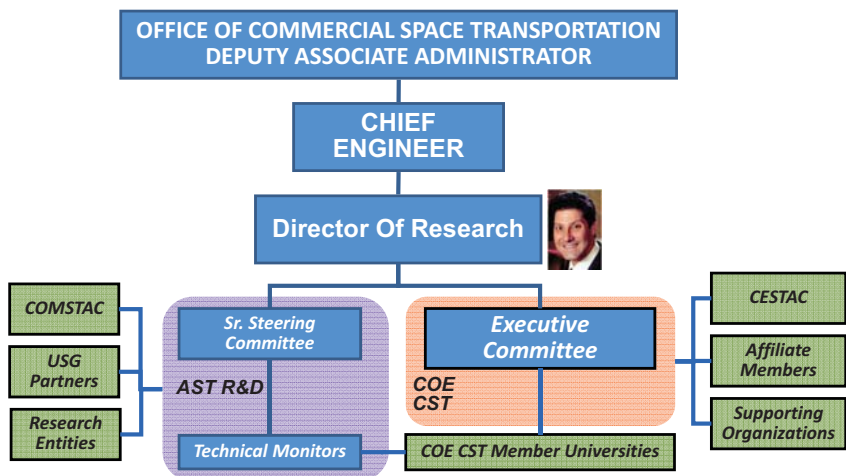 OFFICE OF COMMERCIAL SPACE TRANSPORTATION
DEPUTY ASSOCIATE ADMINISTRATOR
CHIEF
ENGINEER
Director Of Research
COMSTAC
USG
Partners
Research
Entities
Sr. Steering
Committee
AST R&D
Technical Monitors
Executive
Committee
COE
CST
COE CST Member Universities
CESTAC
Affiliate
Members
Supporting
Organizations